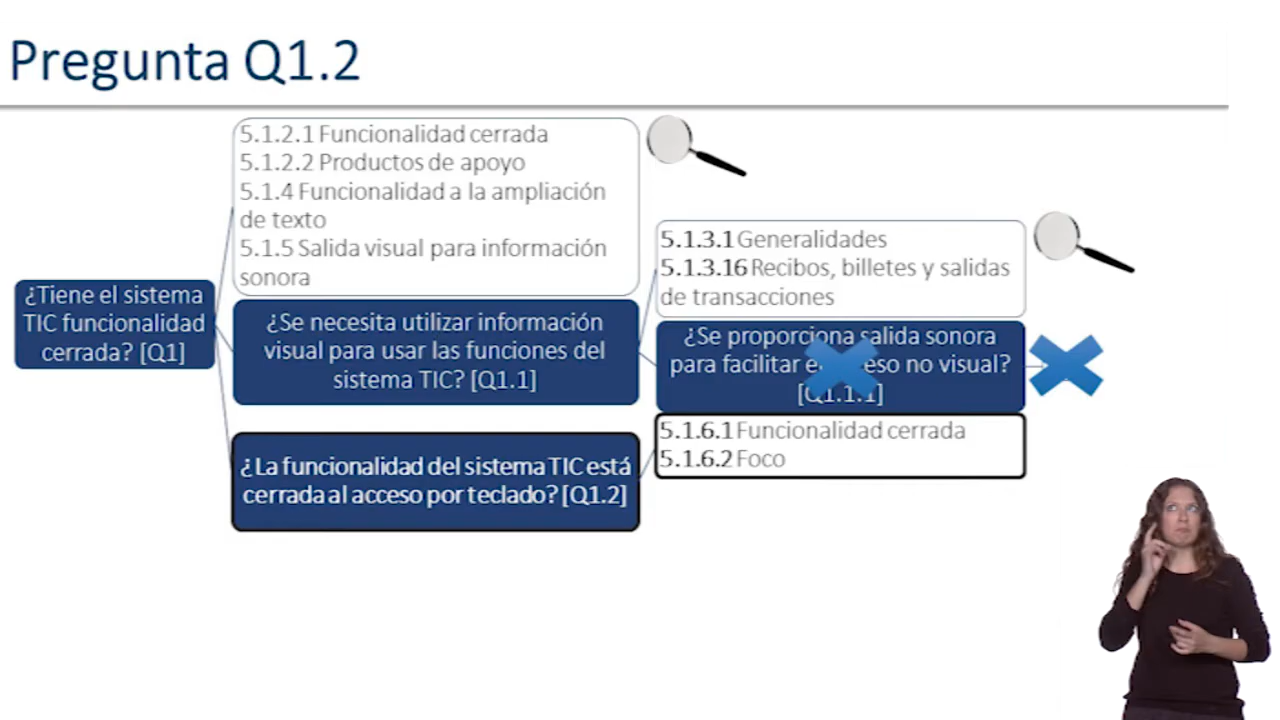 Pregunta Q1.2
5.1.2.1 Funcionalidad cerrada
5.1.2.2 Productos de apoyo
5.1.4 Funcionalidad a la ampliación
de texto
5.1.5 Salida visual para información
sonora
¿Tiene el sistema
TIC funcionalidad
cerrada? [Q1]
¿Se necesita utilizar información
visual para usar las funciones del
sistema TIC? [Q1.1]
5.1.3.1 Generalidades
5.1.3.16 Recibos, billetes y salidas
de transacciones
¿Se proporciona salida sonora
para facilitar no visual?
[Q1.1.1]
¿La funcionalidad del sistema TIC está
cerrada al acceso por teclado? [Q1.2]
5.1.6.1 Funcionalidad cerrada
5.1.6.2 Foco